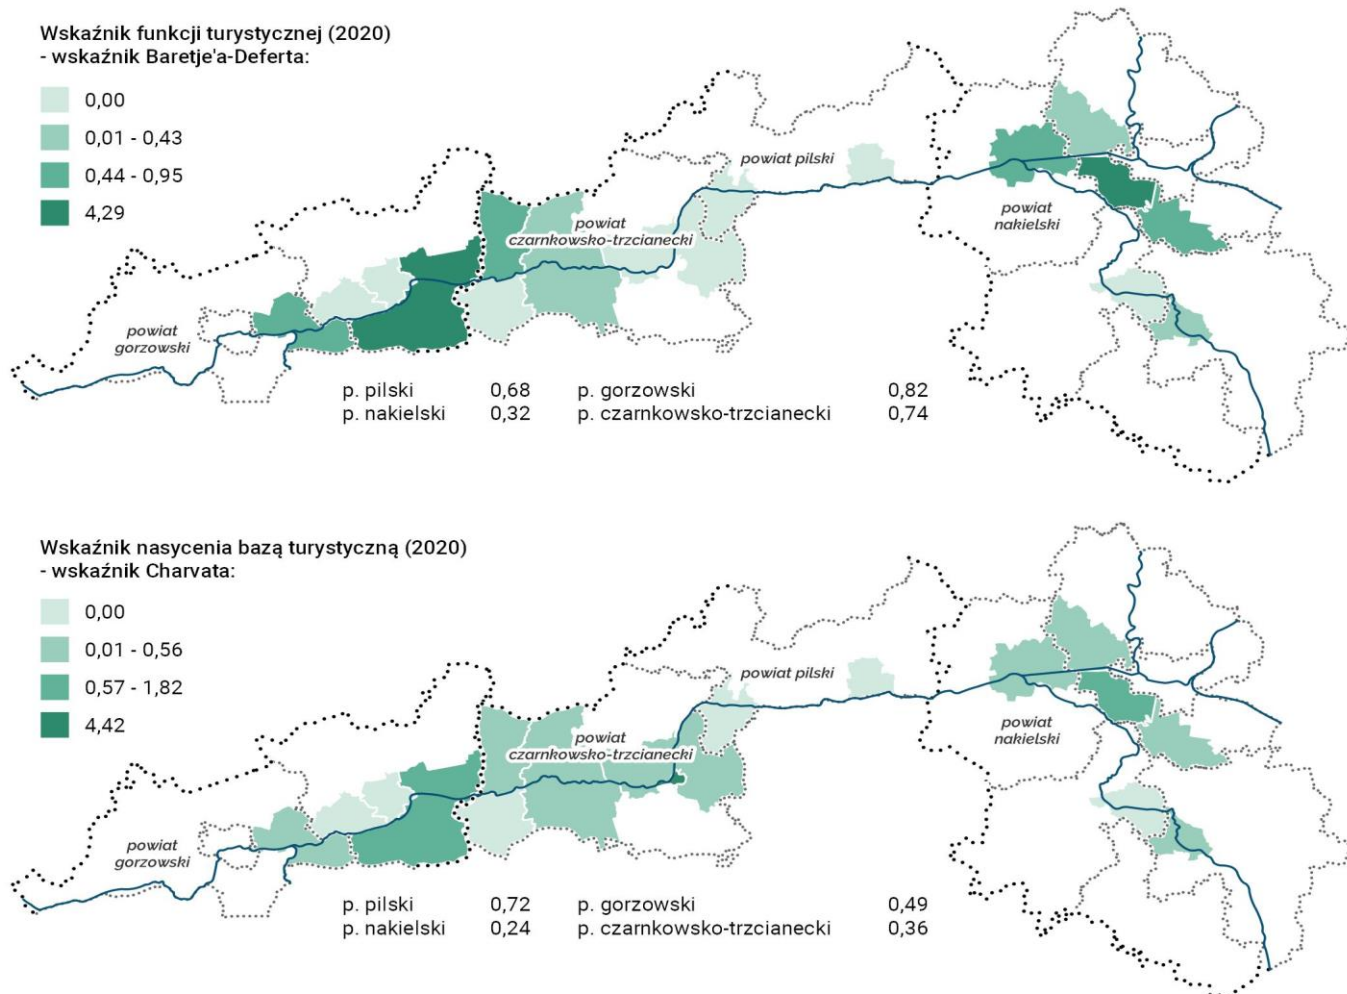 Wskaźnik funkcji turystycznej (2020)
- wskaźnik Baretje'a-Deferta:
0,00
0,01 - 0,43
0,44 - 0,95
4,29
powiat pilski
powiat
czarnkowsko-trzcianecki
powiat
nakielski
powiat
gorzowski
p. pilski 0,68 p. gorzowski 0,82
p. nakielski 0,32 p. czarnkowsko-trzcianecki 0,74
Wskaźnik nasycenia bazą turystyczną (2020)
- wskaźnik Charvata:
0,00
0,01 - 0,56
0,57 - 1,82
4,42
powiat pilski
powiat
czarnkowsko-trzcianecki
powiat
nakielski
powiat
gorzowski
p. pilski 0,72 p. gorzowski 0,49
p. nakielski 0,24 p. czarnkowsko-trzcianecki 0,36